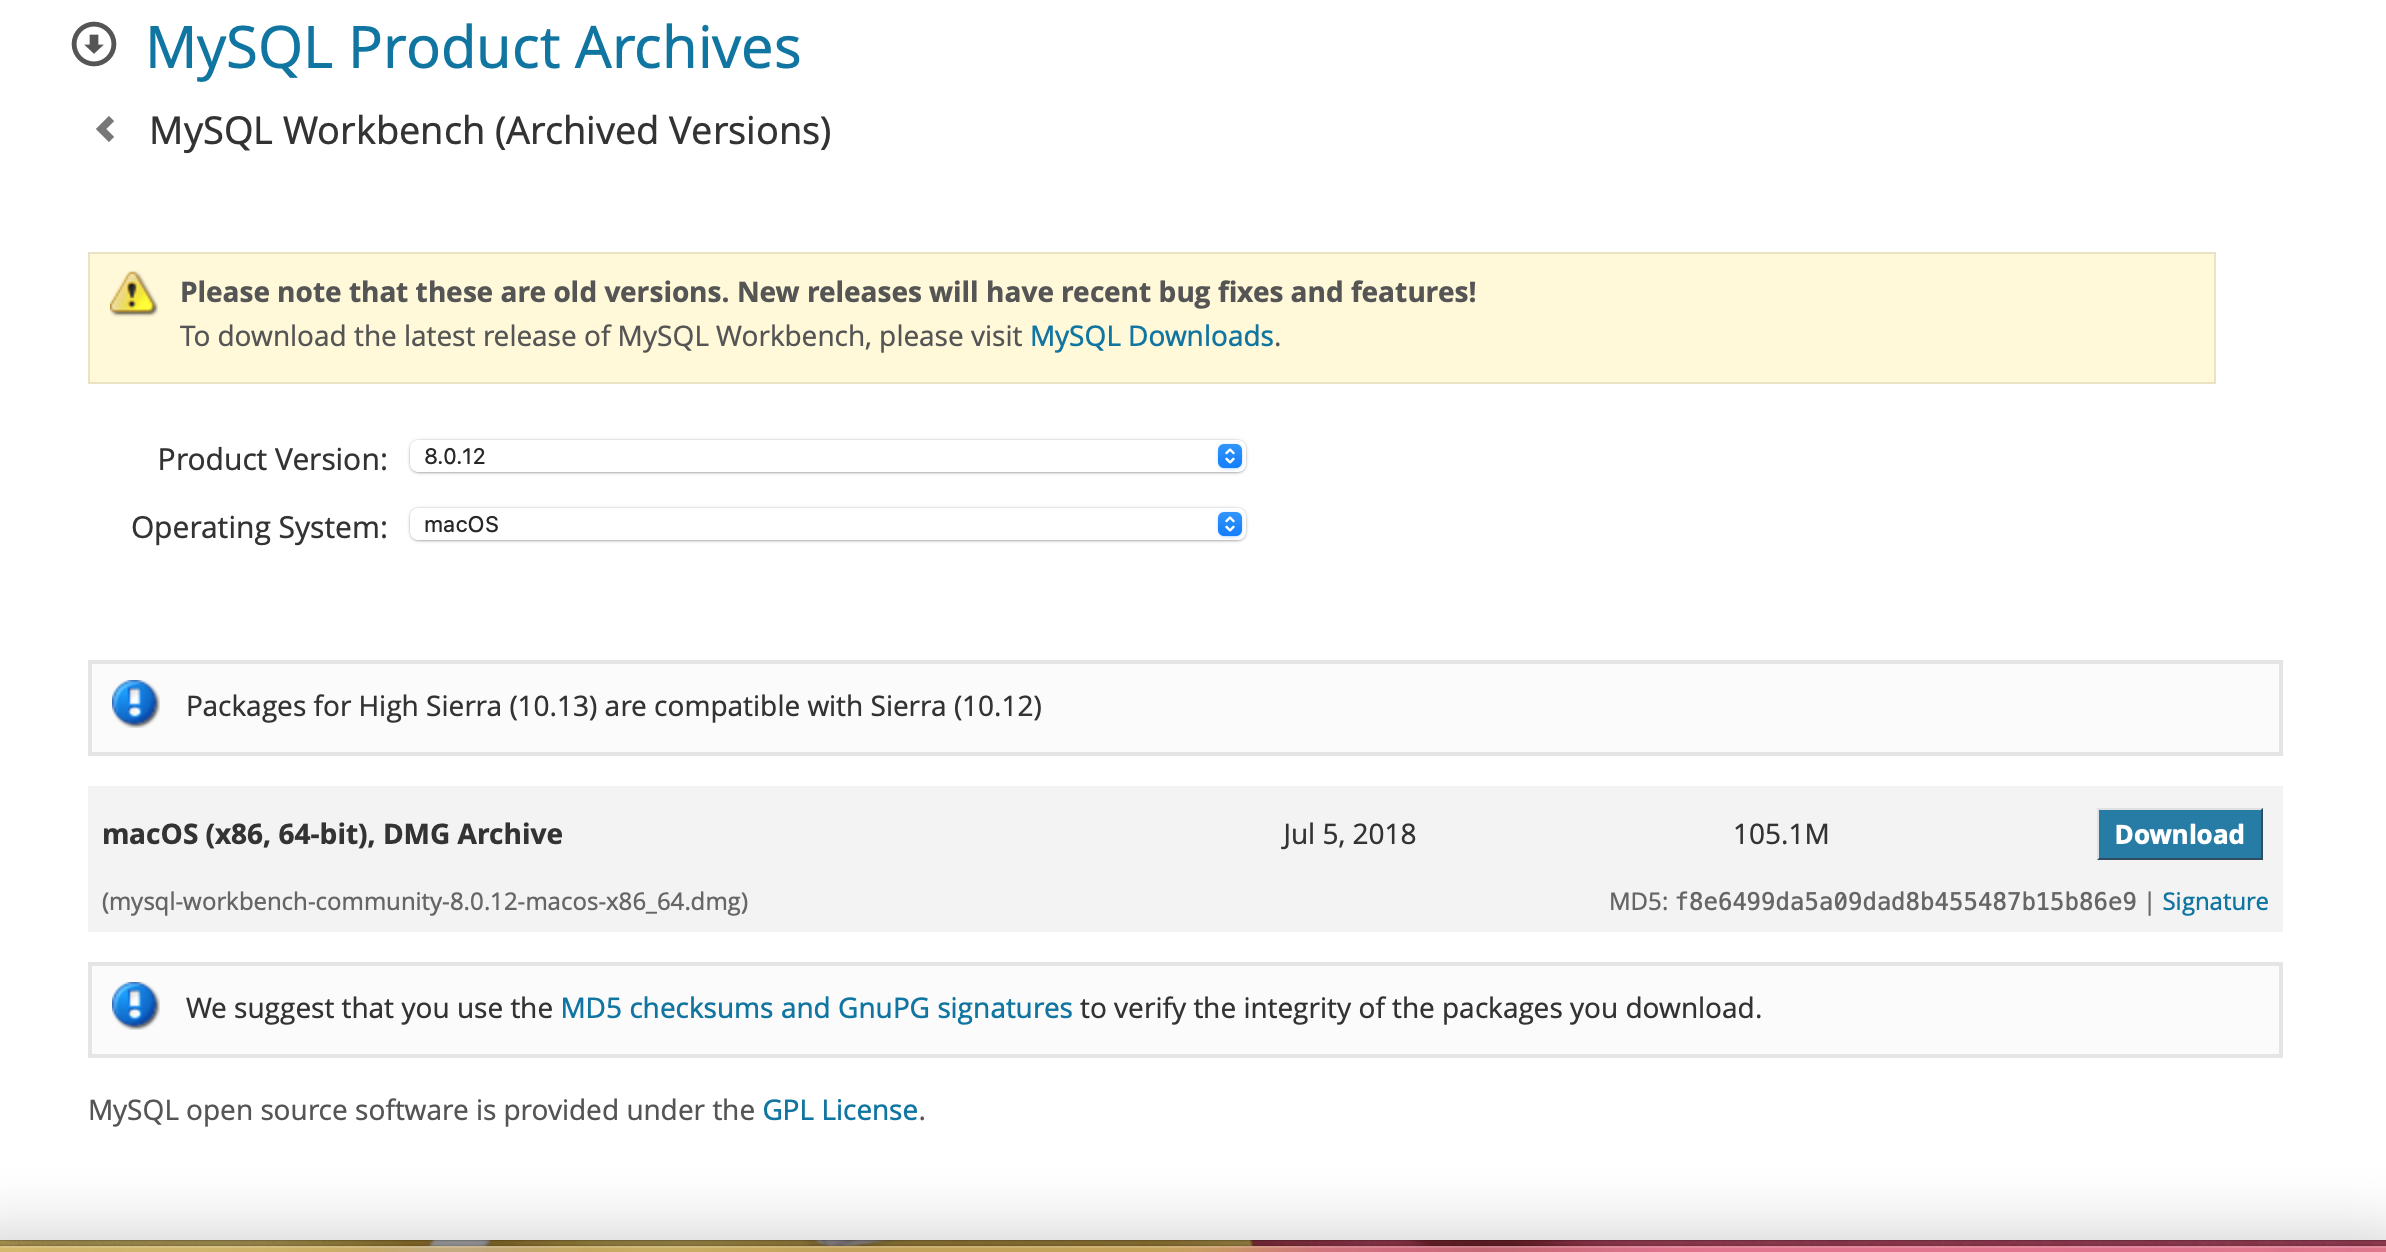 MySQL Product Archives
MySQL Workbench (Archived Versions)
Please note that these are old versions. New releases will have recent bug fixes and features!
To download the latest release of MySQL Workbench, please visit MySQL Downloads.
Product Version: 8.0.12
Operating System: macOS
Packages for High Sierra (10.13) are compatible with Sierra (10.12)
macOS (x86, 64-bit), DMG Archive Jul 5, 2018 105.1M Download
(mysql-workbench-community-8.0.12-macos-x86_64.dmg) MD5: f8e6499da5a09dad8b455487b15b86e9 | Signature
We suggest that you use the MD5 checksums and GnuPG signatures to verify the integrity of the packages you download.
MySQL open source software is provided under the GPL License.